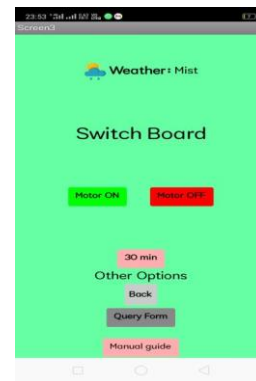 23:53
Screen3
Weather: Mist
Switch Board
Motor ON Motor OFF
30 min
Other Options
Back
Query Form
Manual guide